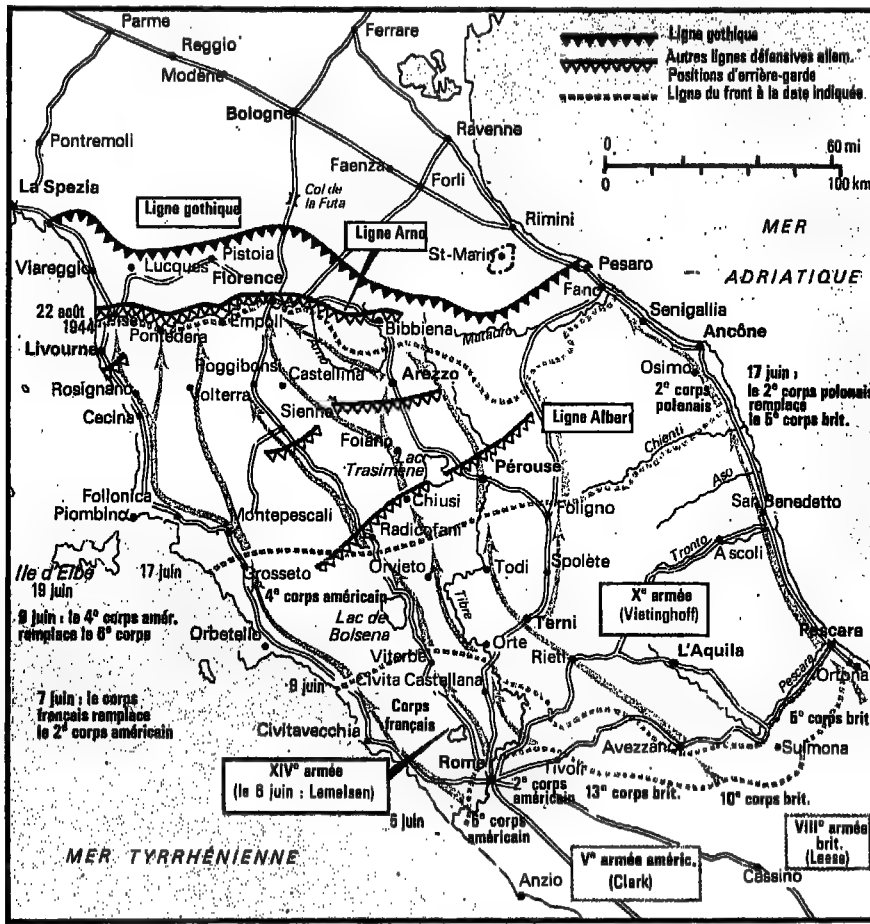 Parme
Reggio
Modène
Ferrare
Ligne gothique
Autres lignes défensives allem.
Positions d'arrière-garde
Ligne du front à la date indiquée
0 60 mi
0 100 km
Pontremoli
Bologne
Ravenne
Faenza
Forli
La Spezia
Col de
la Futa
Rimini
MER
ADRIATIQUE
Ligne gothique
Ligne Arno
St-Marin
Pistoia
Lucques
Florence
Viareggio
Pesaro
Fano
22 août
1944
Pontedera
Empoli
Bibbiena
Metauro
Senigallia
Ancône
Livourne
Arno
Poggibonsi
Castellina
Arezzo
Osimo
2e corps
polonais
17 juin :
le 2e corps polonais
remplace
le 5e corps brit.
Rosignano
Volterra
Cecina
Sienne
Ligne Albert
Foiano
Lac
Trasimène
Chienti
Pérouse
Aso
Follonica
Piombino
Chiusi
Montepescali
Radicofani
Foligno
San Benedetto
Tronto
Ascoli
Ile d'Elbe
19 juin
17 juin
Grosseto
4e corps américain
Orvieto
Todi
Spolète
Xe armée
(Vietinghoff)
9 juin : le 4e corps amér.
remplace le 6e corps
Orbetello
Lac de
Bolsena
Tibre
Terni
Viterbe
Orte
Rieti
L'Aquila
Pescara
Pescara
Ortona
9 juin
Civita Castellana
7 juin : le corps
français remplace
le 2e corps américain
Corps
français
5e corps brit.
Civitavecchia
Avezzano
Sulmona
XIVe armée
(le 6 juin : Lemelsen)
Rome
Tivoli
2e corps
américain
13e corps brit.
10e corps brit.
6 juin
6e corps
américain
MER TYRRHÉNIENNE
Ve armée améric.
(Clark)
VIIIe armée
brit.
(Leese)
Anzio
Cassino